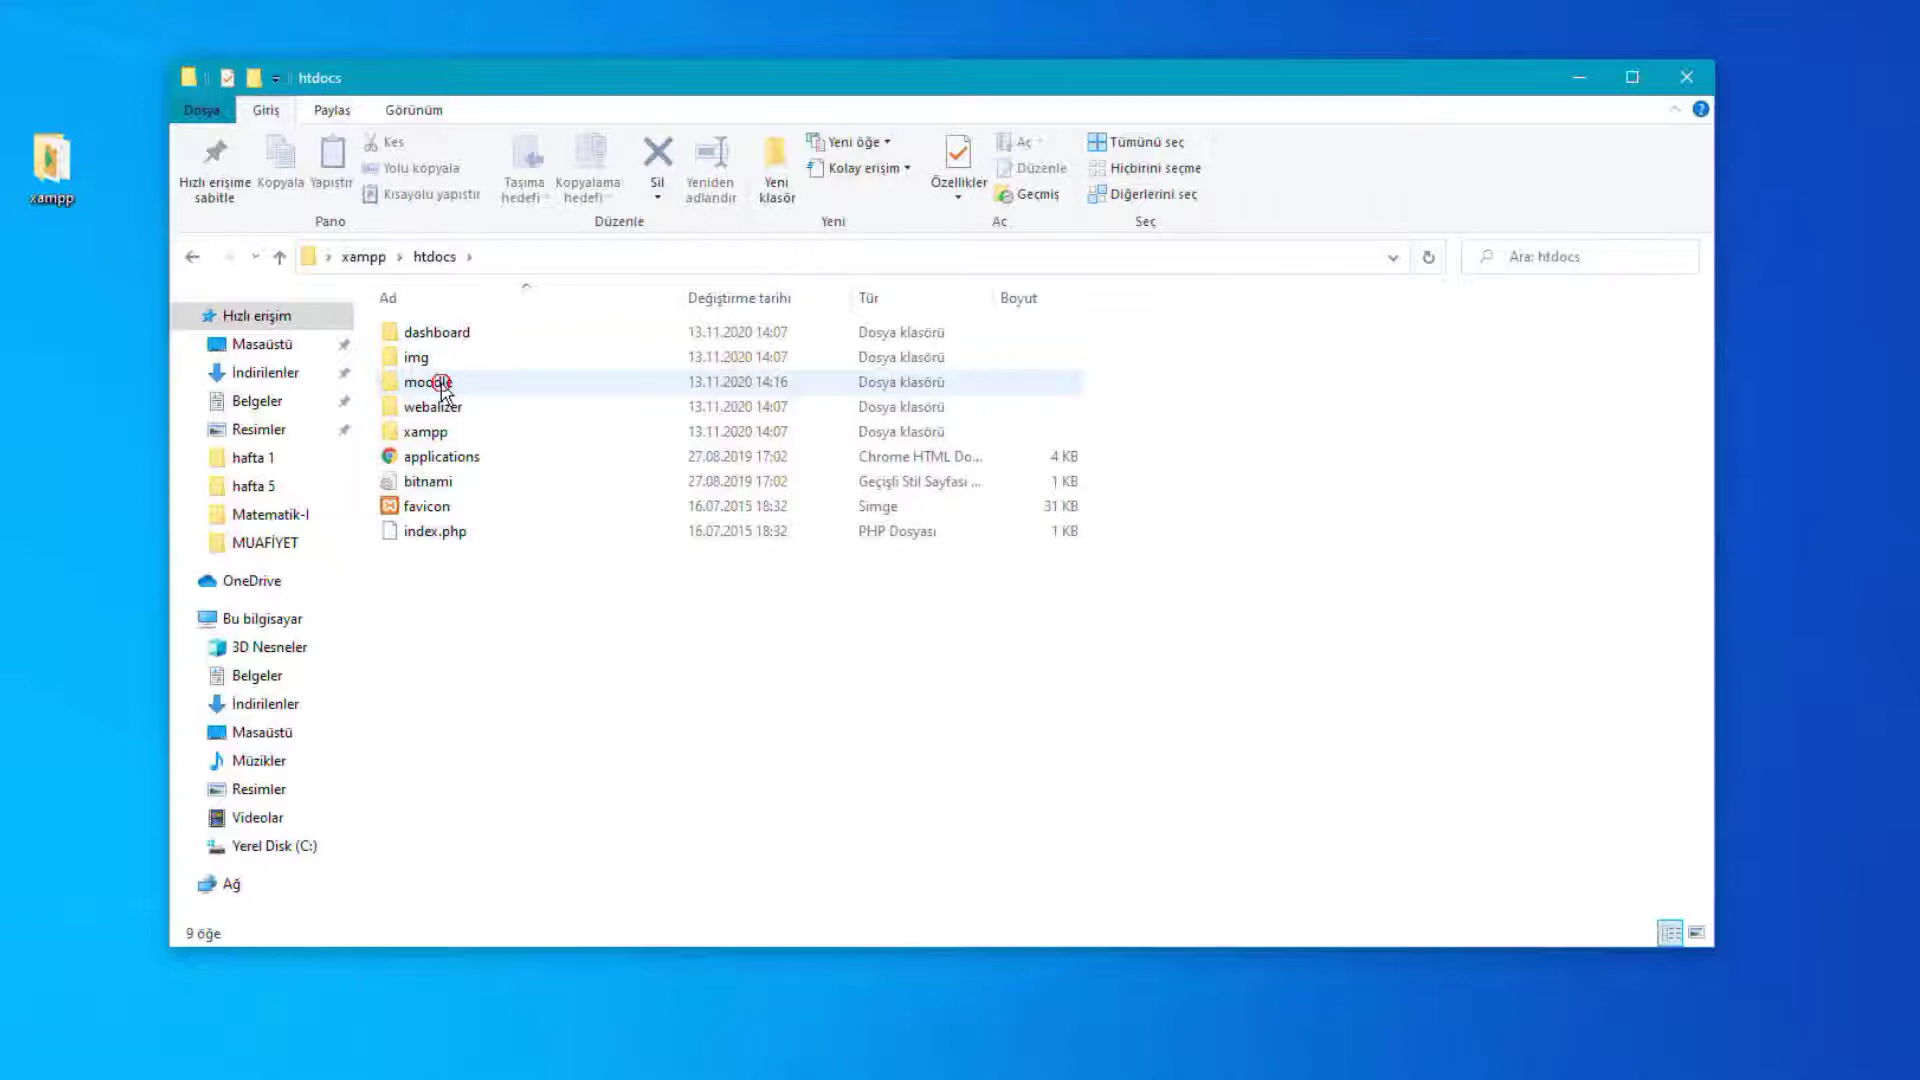 htdocs
Dosya Giriş Paylaş Görünüm
Hızlı erişime sabitle
Kopyala
Yapıştır
Kes
Yolu kopyala
Kısayolu yapıştır
Pano
Taşıma hedefi
Kopyalama hedefi
Sil
Yeniden adlandır
Düzenle
Yeni klasör
Yeni öğe
Kolay erişim
Yeni
Özellikler
Aç
Düzenle
Geçmiş
Aç
Tümünü seç
Hiçbirini seçme
Diğerlerini seç
Seç
xampp
xampp › htdocs ›
Ara: htdocs
Ad Değiştirme tarihi Tür Boyut
dashboard 13.11.2020 14:07 Dosya klasörü
img 13.11.2020 14:07 Dosya klasörü
moodle 13.11.2020 14:16 Dosya klasörü
webalizer 13.11.2020 14:07 Dosya klasörü
xampp 13.11.2020 14:07 Dosya klasörü
applications 27.08.2019 17:02 Chrome HTML Do... 4 KB
bitnami 27.08.2019 17:02 Geçişli Stil Sayfası ... 1 KB
favicon 16.07.2015 18:32 Simge 31 KB
index.php 16.07.2015 18:32 PHP Dosyası 1 KB
Hızlı erişim
Masaüstü
İndirilenler
Belgeler
Resimler
hafta 1
hafta 5
Matematik-I
MUAFİYET
OneDrive
Bu bilgisayar
3D Nesneler
Belgeler
İndirilenler
Masaüstü
Müzikler
Resimler
Videolar
Yerel Disk (C:)
Ağ
9 öğe